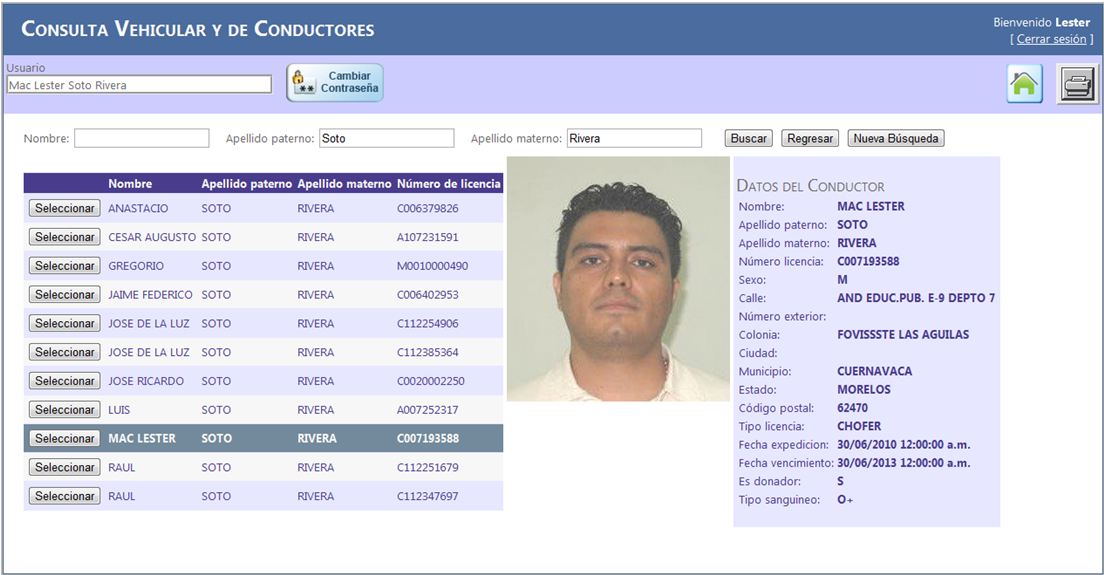 CONSULTA VEHICULAR Y DE CONDUCTORES
Bienvenido Lester
[ Cerrar sesión ]
Usuario
Mac Lester Soto Rivera
Cambiar
Contraseña
Nombre: Apellido paterno: Soto Apellido materno: Rivera Buscar Regresar Nueva Búsqueda
Nombre Apellido paterno Apellido materno Número de licencia
Seleccionar ANASTACIO SOTO RIVERA C006379826
Seleccionar CESAR AUGUSTO SOTO RIVERA A107231591
Seleccionar GREGORIO SOTO RIVERA M0010000490
Seleccionar JAIME FEDERICO SOTO RIVERA C006402953
Seleccionar JOSE DE LA LUZ SOTO RIVERA C112254906
Seleccionar JOSE DE LA LUZ SOTO RIVERA C112385364
Seleccionar JOSE RICARDO SOTO RIVERA C0020002250
Seleccionar LUIS SOTO RIVERA A007252317
Seleccionar MAC LESTER SOTO RIVERA C007193588
Seleccionar RAUL SOTO RIVERA C112251679
Seleccionar RAUL SOTO RIVERA C112347697
DATOS DEL CONDUCTOR
Nombre: MAC LESTER
Apellido paterno: SOTO
Apellido materno: RIVERA
Número licencia: C007193588
Sexo: M
Calle: AND EDUC.PUB. E-9 DEPTO 7
Número exterior:
Colonia: FOVISSSTE LAS AGUILAS
Ciudad:
Municipio: CUERNAVACA
Estado: MORELOS
Código postal: 62470
Tipo licencia: CHOFER
Fecha expedicion: 30/06/2010 12:00:00 a.m.
Fecha vencimiento: 30/06/2013 12:00:00 a.m.
Es donador: S
Tipo sanguineo: O+